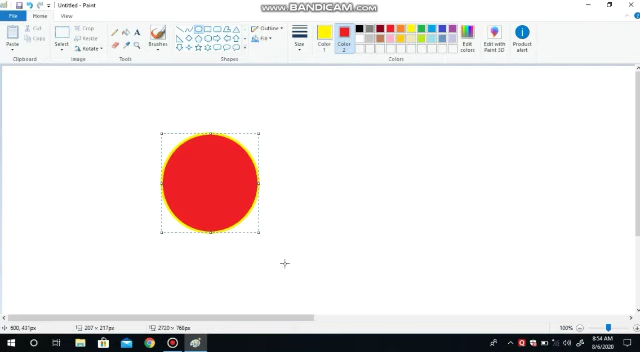 Untitled - Paint
WWW.BANDICAM.COM
File
Home
View
Paste
Cut
Copy
Clipboard
Select
Crop
Resize
Rotate
Image
A
Tools
Brushes
Outline
Fill
Shapes
Size
Color
1
Color
2
Colors
Edit
colors
Edit with
Paint 3D
Product
alert
600, 431px
207 × 217px
2720 × 768px
100%
8:54 AM
8/6/2020